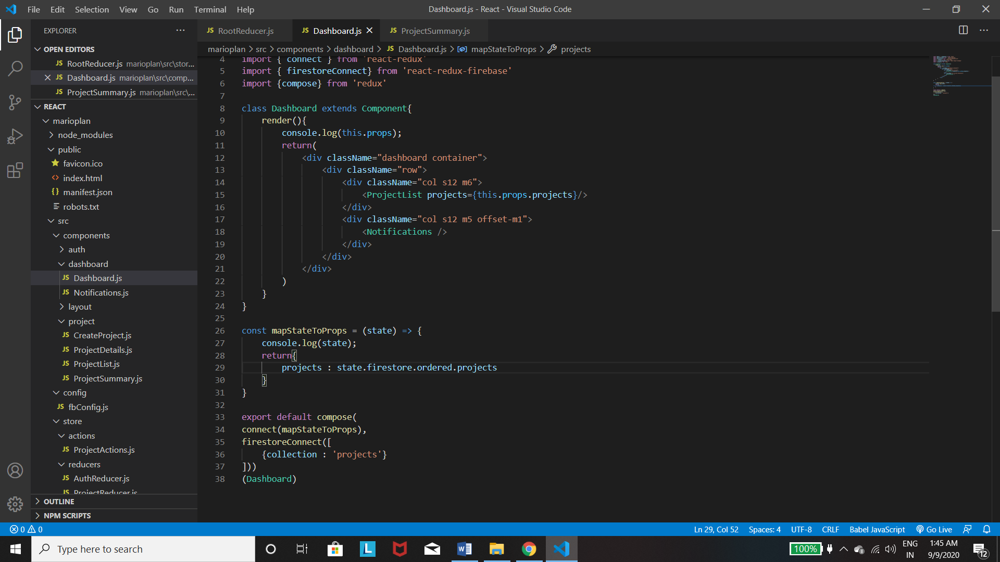 File Edit Selection View Go Run Terminal Help
Dashboard.js - React - Visual Studio Code
EXPLORER
OPEN EDITORS
RootReducer.js marioplan\src\stor...
Dashboard.js marioplan\src\comp...
ProjectSummary.js marioplan\src\...
REACT
marioplan
node_modules
public
favicon.ico
index.html
manifest.json
robots.txt
src
components
auth
dashboard
Dashboard.js
Notifications.js
layout
project
CreateProject.js
ProjectDetails.js
ProjectList.js
ProjectSummary.js
config
fbConfig.js
store
actions
ProjectActions.js
reducers
AuthReducer.js
ProjectReducer.js
OUTLINE
NPM SCRIPTS
JS RootReducer.js JS Dashboard.js JS ProjectSummary.js
marioplan > src > components > dashboard > JS Dashboard.js > mapStateToProps > projects
4 import { connect } from 'react-redux'
5 import { firestoreConnect} from 'react-redux-firebase'
6 import {compose} from 'redux'
7
8 class Dashboard extends Component{
9 render(){
10 console.log(this.props);
11 return(
12 <div className="dashboard container">
13 <div className="row">
14 <div className="col s12 m6">
15 <ProjectList projects={this.props.projects}/>
16 </div>
17 <div className="col s12 m5 offset-m1">
18 <Notifications />
19 </div>
20 </div>
21 </div>
22 )
23 }
24 }
25
26 const mapStateToProps = (state) => {
27 console.log(state);
28 return{
29 projects : state.firestore.ordered.projects
30 }
31 }
32
33 export default compose(
34 connect(mapStateToProps),
35 firestoreConnect([
36 {collection : 'projects'}
37 ]))
38 (Dashboard)
0 0
Ln 29, Col 52 Spaces: 4 UTF-8 CRLF Babel JavaScript Go Live
Type here to search
100%
ENG
IN
1:45 AM
9/9/2020
12